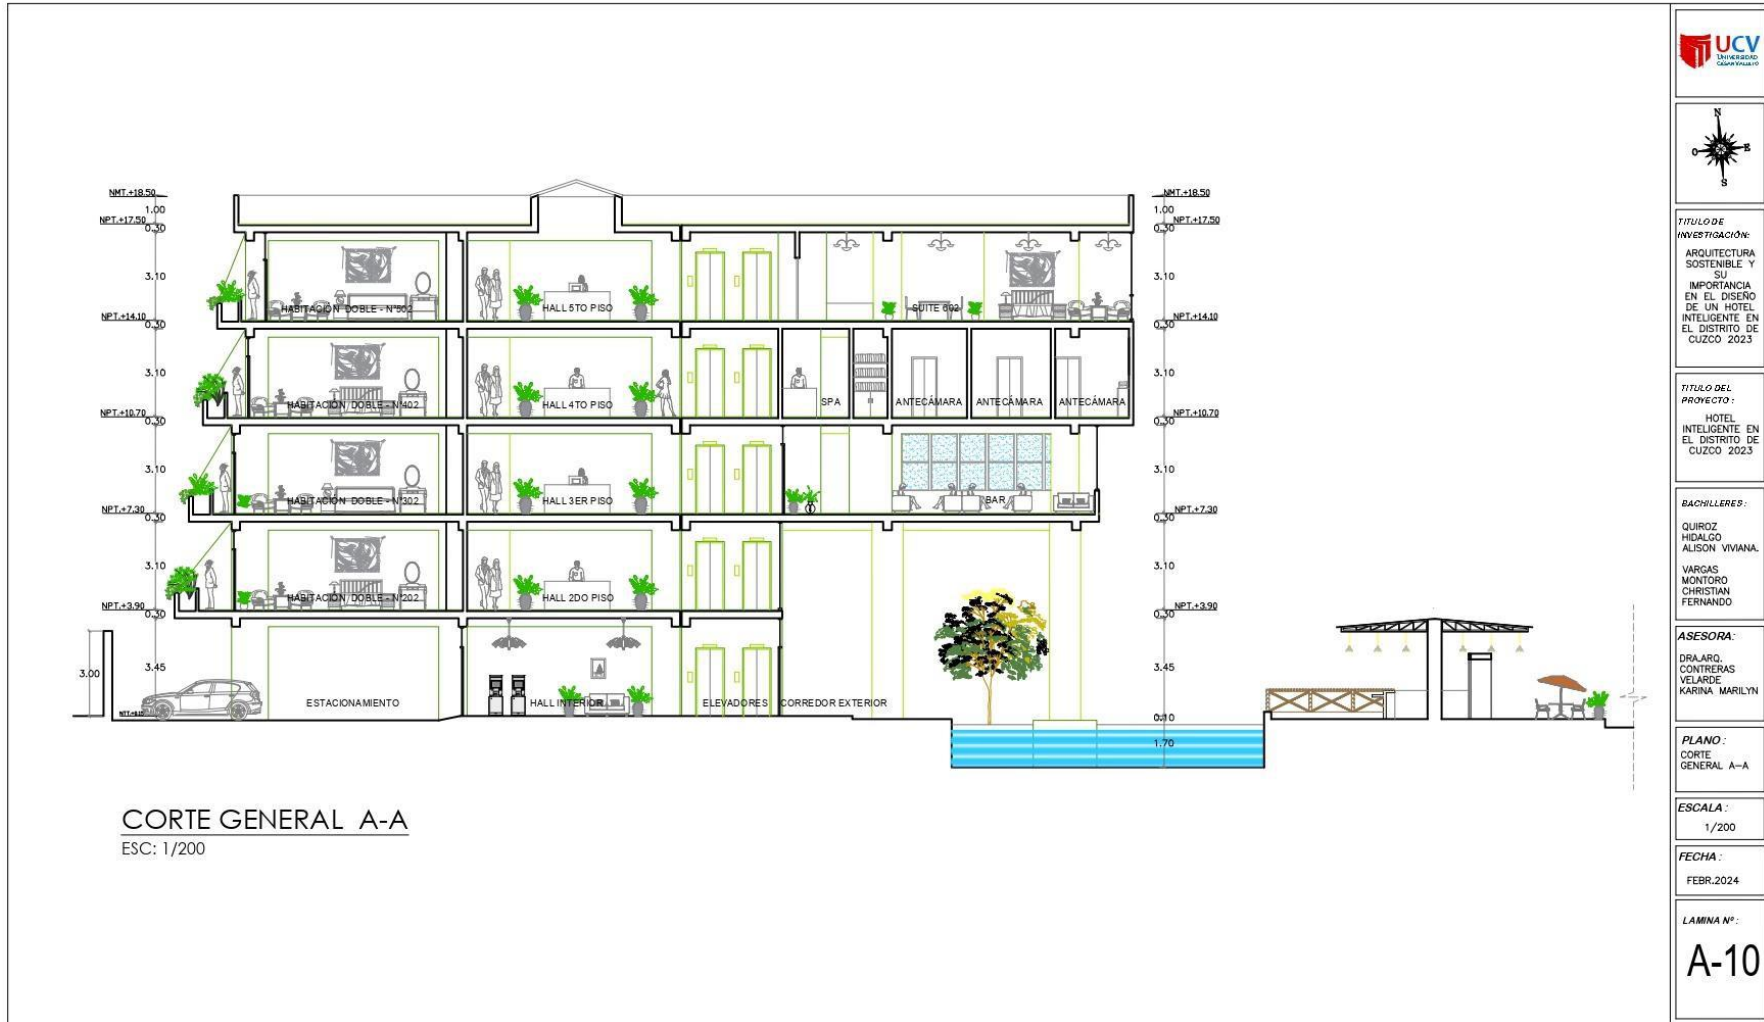 UCV
UNIVERSIDAD
CÉSAR VALLEJO
N
O
E
S
NMT.+18.50
1.00
NPT.+17.50
0.30
3.10
NPT.+14.10
0.30
3.10
NPT.+10.70
0.30
3.10
NPT.+7.30
0.30
3.10
NPT.+3.90
0.30
3.45
3.00
NMT.+18.50
1.00
NPT.+17.50
0.30
3.10
NPT.+14.10
0.30
3.10
NPT.+10.70
0.30
3.10
NPT.+7.30
0.30
3.10
NPT.+3.90
0.30
3.45
0.10
1.70
HABITACIÓN DOBLE - N°502
HALL 5TO PISO
SUITE 602
HABITACIÓN DOBLE - N°402
HALL 4TO PISO
SPA
ANTECÁMARA
ANTECÁMARA
ANTECÁMARA
HABITACIÓN DOBLE - N°302
HALL 3ER PISO
BAR
HABITACIÓN DOBLE - N°202
HALL 2DO PISO
ESTACIONAMIENTO
HALL INTERIOR
ELEVADORES
CORREDOR EXTERIOR
CORTE GENERAL A-A
ESC: 1/200
TITULO DE
INVESTIGACIÓN:
ARQUITECTURA
SOSTENIBLE Y
SU
IMPORTANCIA
EN EL DISEÑO
DE UN HOTEL
INTELIGENTE EN
EL DISTRITO DE
CUZCO 2023
TITULO DEL
PROYECTO :
HOTEL
INTELIGENTE EN
EL DISTRITO DE
CUZCO 2023
BACHILLERES :
QUIROZ
HIDALGO
ALISON VIVIANA.
VARGAS
MONTORO
CHRISTIAN
FERNANDO
ASESORA:
DRA.ARQ.
CONTRERAS
VELARDE
KARINA MARILYN
PLANO :
CORTE
GENERAL A-A
ESCALA :
1/200
FECHA :
FEBR.2024
LAMINA N° :
A-10